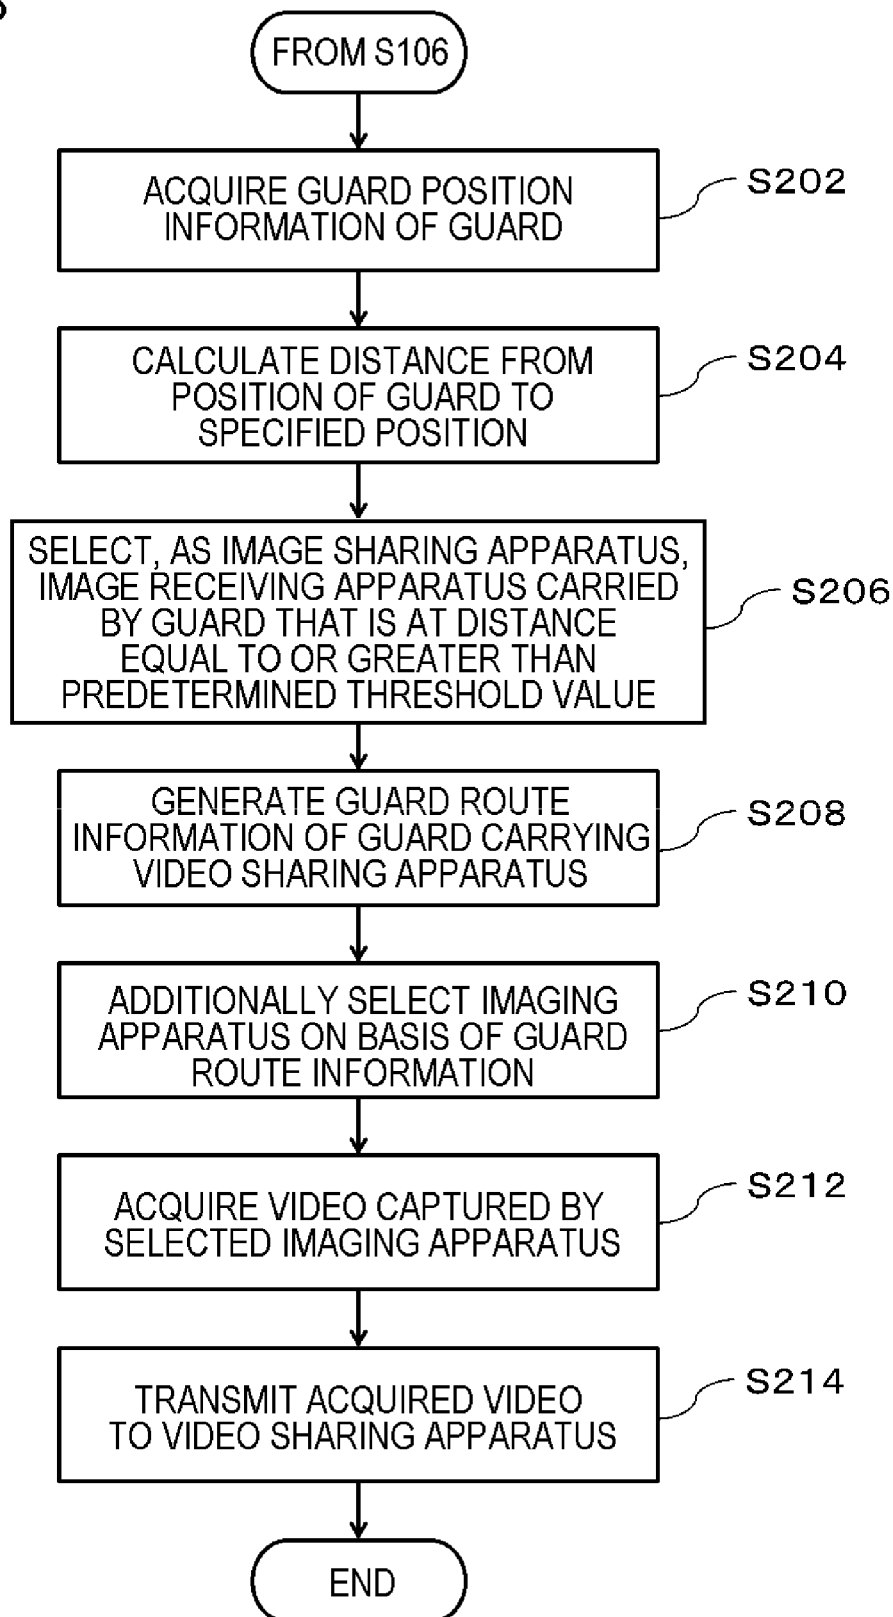 FROM S106
ACQUIRE GUARD POSITION
INFORMATION OF GUARD
S202
CALCULATE DISTANCE FROM
POSITION OF GUARD TO
SPECIFIED POSITION
S204
SELECT, AS IMAGE SHARING APPARATUS,
IMAGE RECEIVING APPARATUS CARRIED
BY GUARD THAT IS AT DISTANCE
EQUAL TO OR GREATER THAN
PREDETERMINED THRESHOLD VALUE
S206
GENERATE GUARD ROUTE
INFORMATION OF GUARD CARRYING
VIDEO SHARING APPARATUS
S208
ADDITIONALLY SELECT IMAGING
APPARATUS ON BASIS OF GUARD
ROUTE INFORMATION
S210
ACQUIRE VIDEO CAPTURED BY
SELECTED IMAGING APPARATUS
S212
TRANSMIT ACQUIRED VIDEO
TO VIDEO SHARING APPARATUS
S214
END